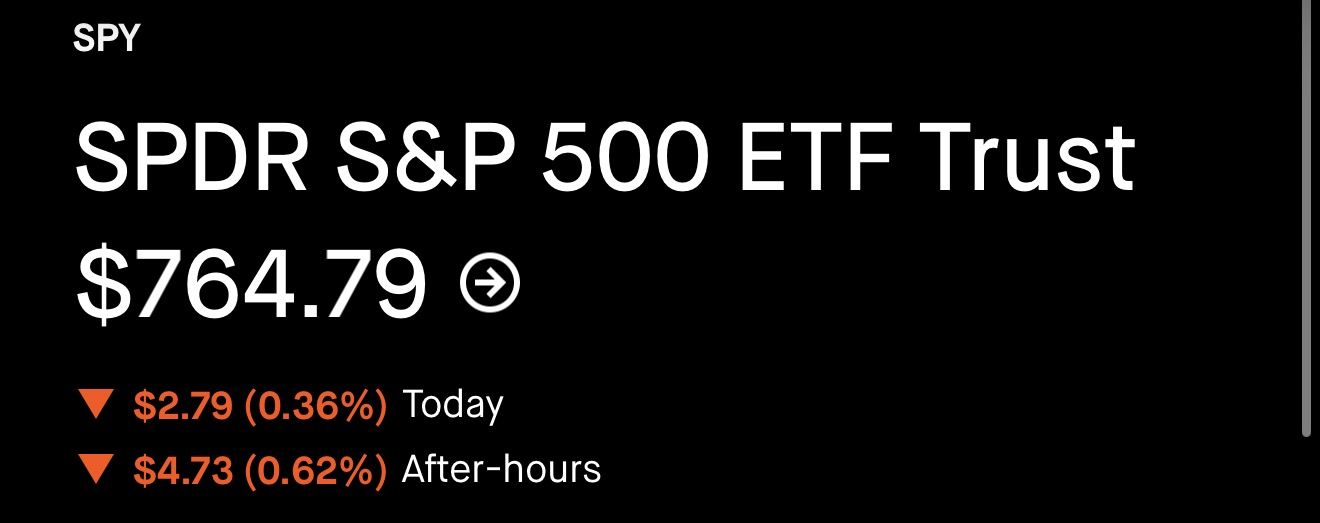 SPY
SPDR S&P 500 ETF Trust
$764.79
▼ $2.79 (0.36%) Today
▼ $4.73 (0.62%) After-hours